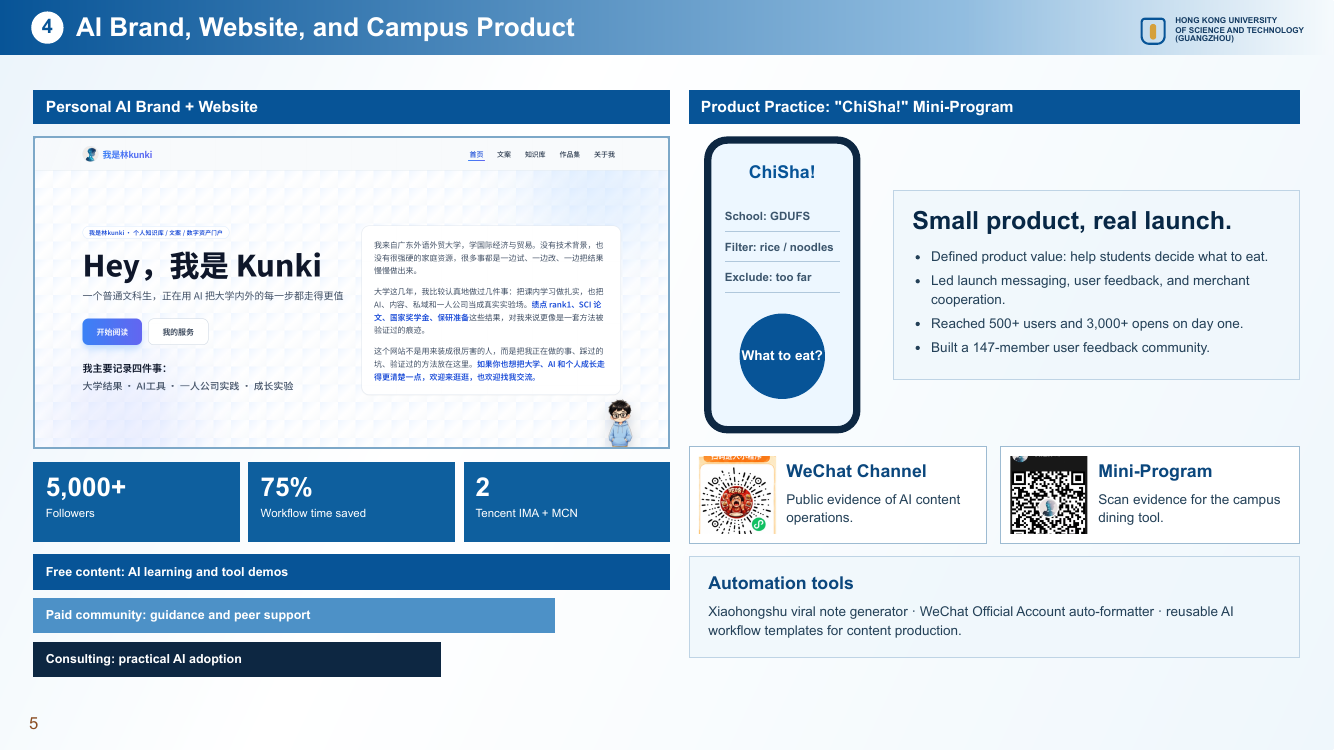 4 AI Brand, Website, and Campus Product
HONG KONG UNIVERSITY
OF SCIENCE AND TECHNOLOGY
(GUANGZHOU)
Personal AI Brand + Website
我是林kunki
首页 文案 知识库 作品集 关于我
我是林kunki · 个人知识库 / 文案 / 数字资产门户
Hey，我是 Kunki
一个普通文科生，正在用 AI 把大学内外的每一步都走得更值
开始阅读 我的服务
我主要记录四件事：
大学结果 · AI工具 · 一人公司实践 · 成长实验
我来自广东外语外贸大学，学国际经济与贸易。没有技术背景，也
没有很强硬的家庭资源，很多事都是一边试、一边改、一边把结果
慢慢做出来。
大学这几年，我比较认真地做过几件事：把课内学习做扎实，也把
AI、内容、私域和一人公司当成真实实验场。绩点 rank1、SCI 论
文、国家奖学金、保研准备这些结果，对我来说更像是一套方法被
验证过的痕迹。
这个网站不是用来装成很厉害的人，而是把我正在做的事、踩过的
坑、验证过的方法放在这里。如果你也想把大学、AI 和个人成长走
得更清楚一点，欢迎来逛逛，也欢迎找我交流。
5,000+
Followers
75%
Workflow time saved
2
Tencent IMA + MCN
Free content: AI learning and tool demos
Paid community: guidance and peer support
Consulting: practical AI adoption
Product Practice: "ChiSha!" Mini-Program
ChiSha!
School: GDUFS
Filter: rice / noodles
Exclude: too far
What to eat?
Small product, real launch.
• Defined product value: help students decide what to eat.
• Led launch messaging, user feedback, and merchant
cooperation.
• Reached 500+ users and 3,000+ opens on day one.
• Built a 147-member user feedback community.
WeChat Channel
Public evidence of AI content
operations.
Mini-Program
Scan evidence for the campus
dining tool.
Automation tools
Xiaohongshu viral note generator · WeChat Official Account auto-formatter · reusable AI
workflow templates for content production.
5